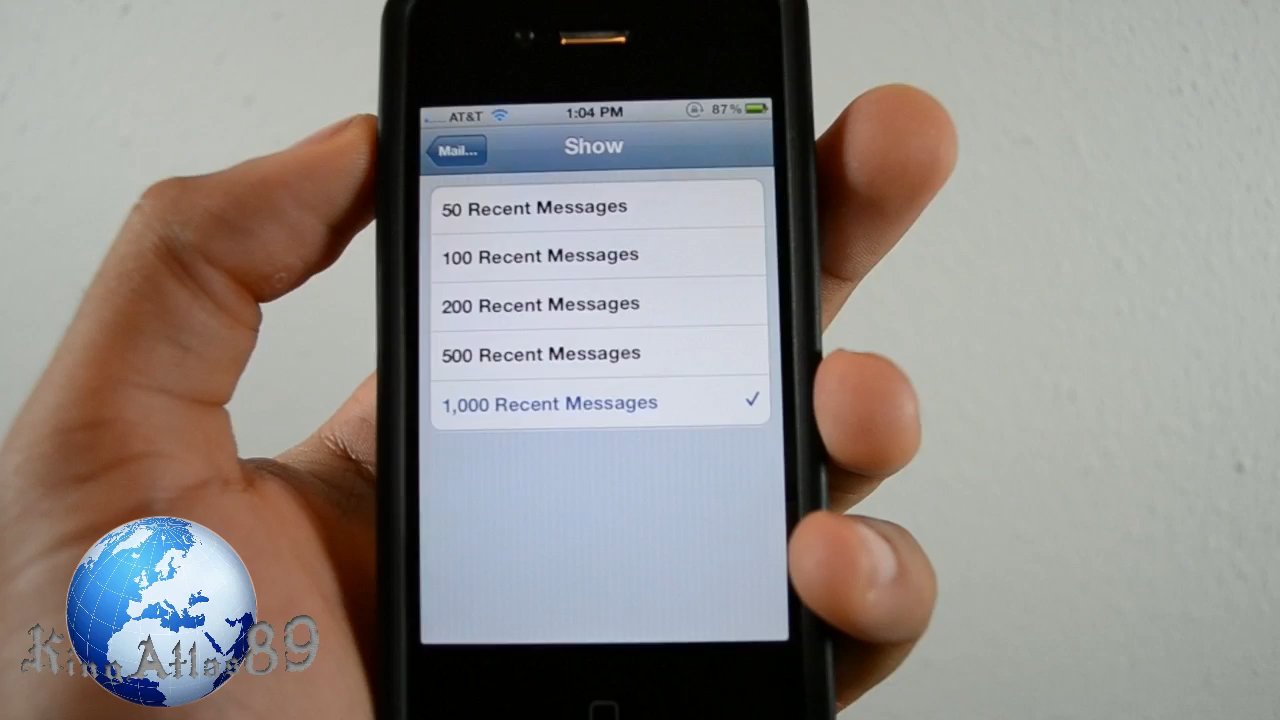 AT&T 1:04 PM 87%
Mail... Show
50 Recent Messages
100 Recent Messages
200 Recent Messages
500 Recent Messages
1,000 Recent Messages
KingAtlas89